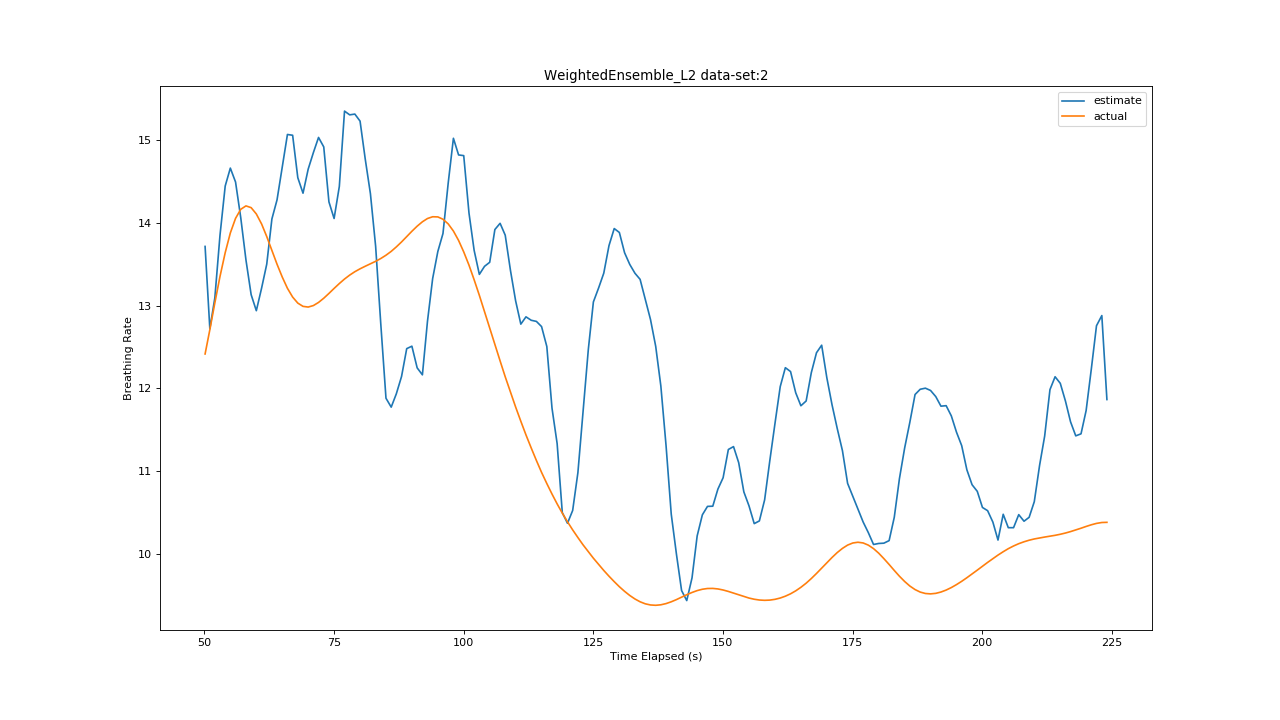 WeightedEnsemble_L2 data-set:2
estimate
actual
Breathing Rate
15
14
13
12
11
10
50 75 100 125 150 175 200 225
Time Elapsed (s)